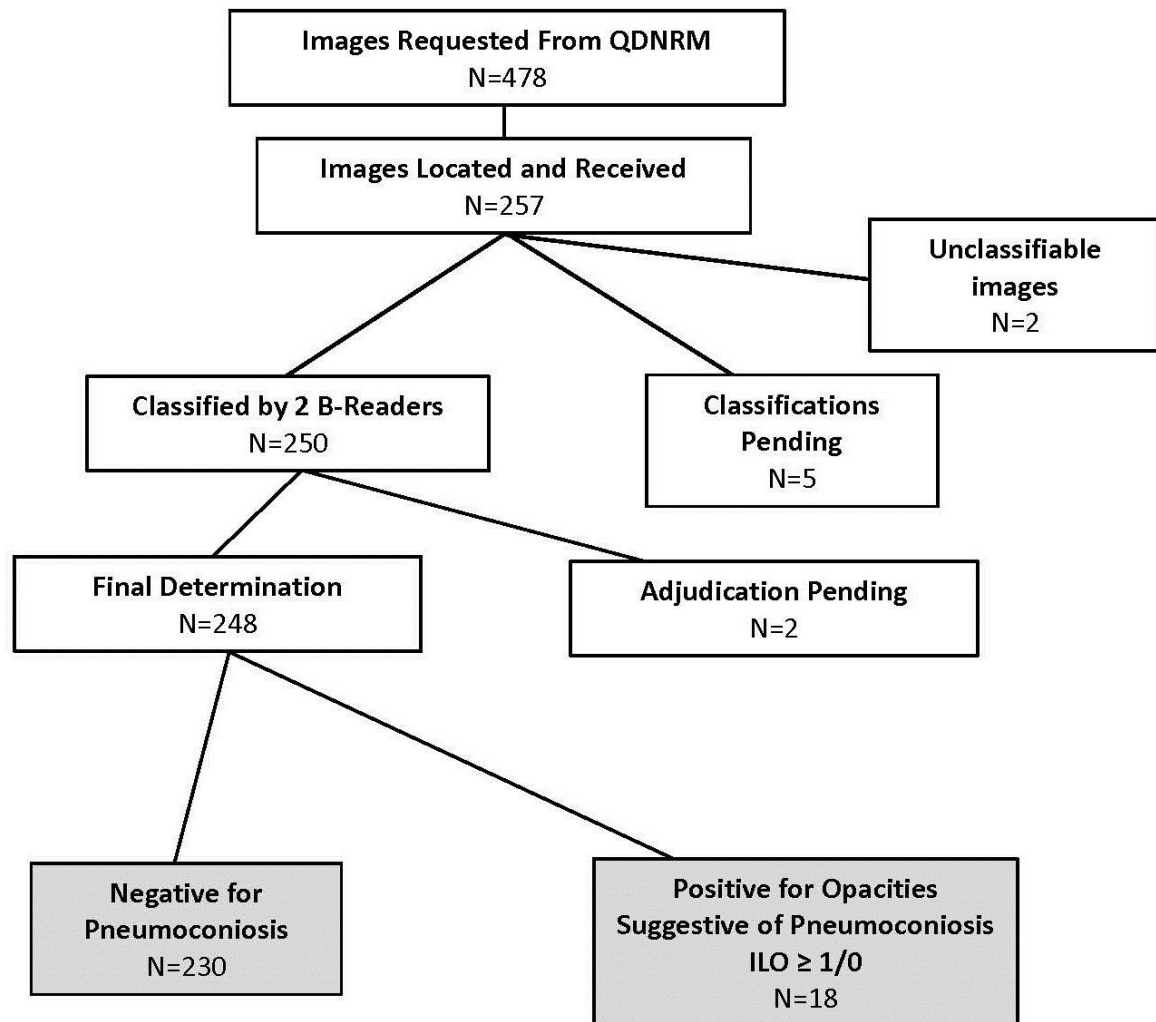 Images Requested From QDNRM
N=478
Images Located and Received
N=257
Unclassifiable
images
N=2
Classified by 2 B-Readers
N=250
Classifications
Pending
N=5
Final Determination
N=248
Adjudication Pending
N=2
Negative for
Pneumoconiosis
N=230
Positive for Opacities
Suggestive of Pneumoconiosis
ILO ≥ 1/0
N=18